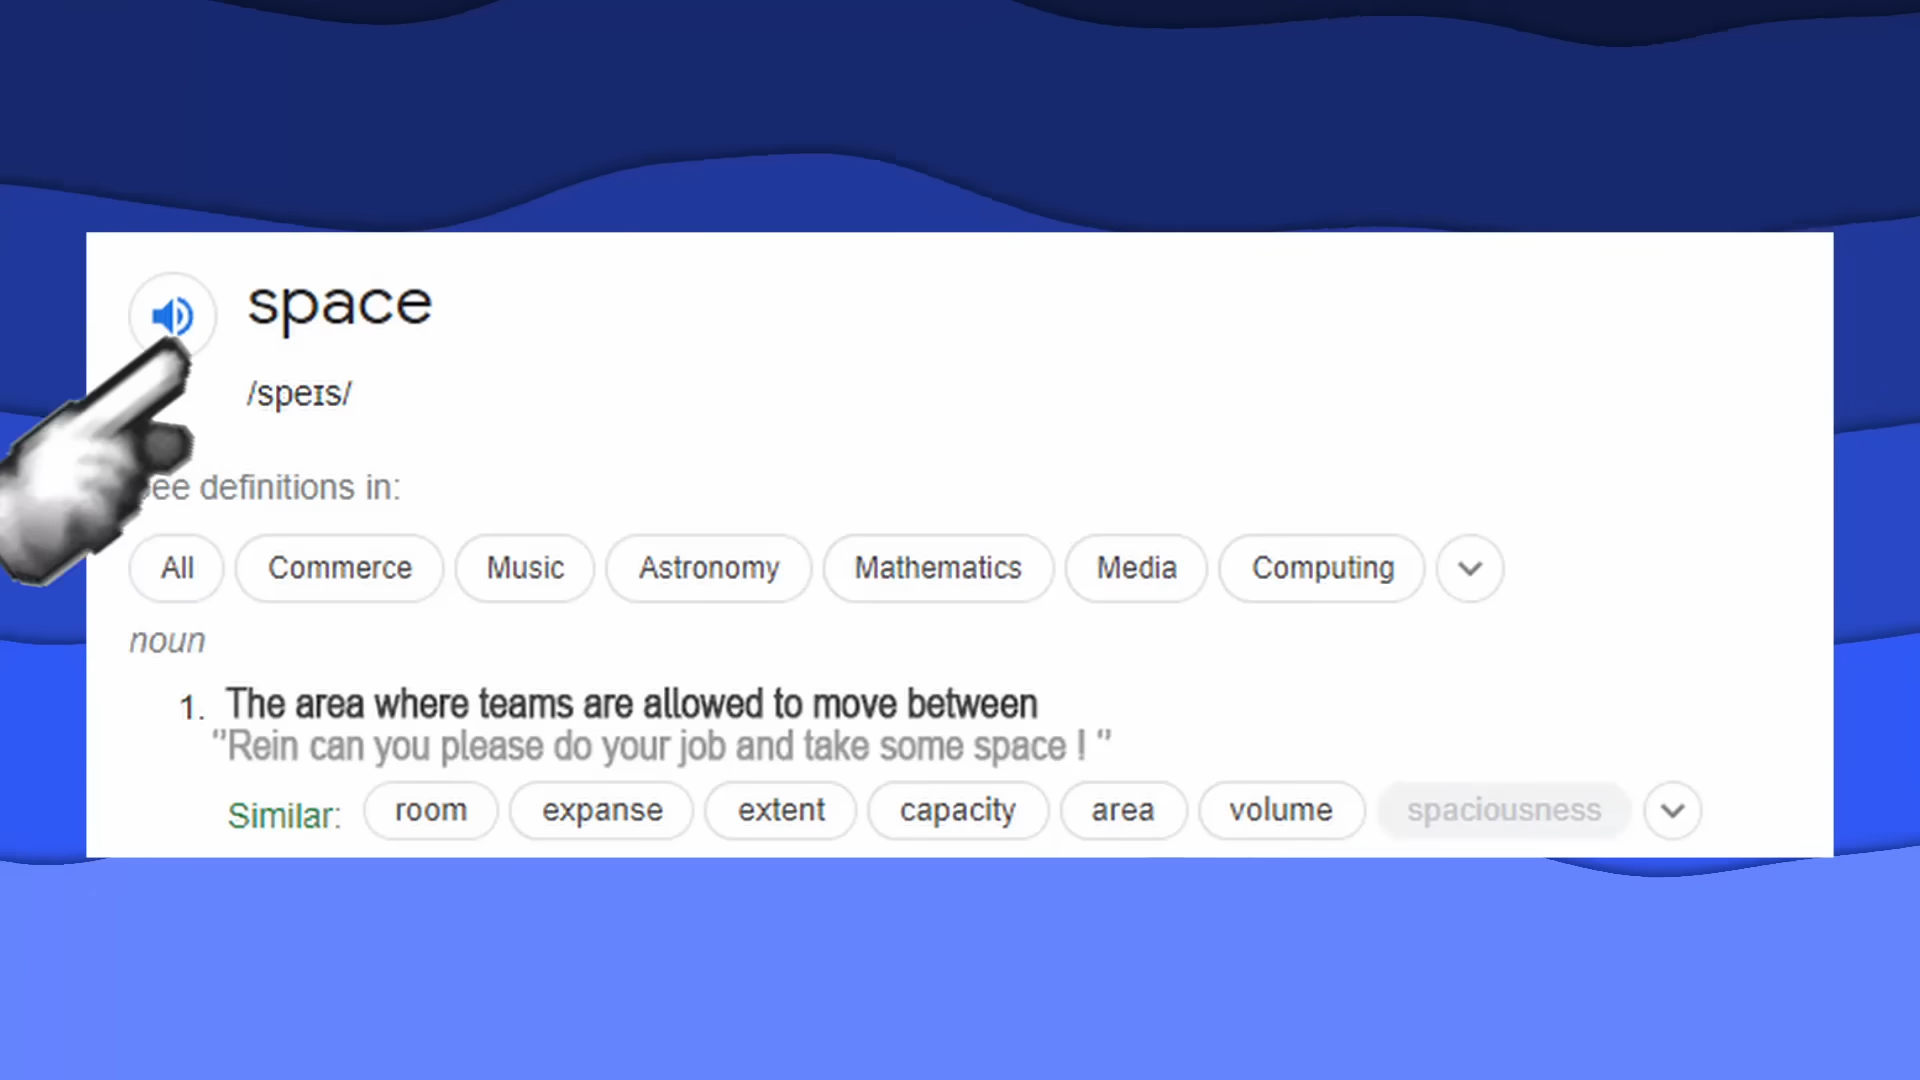 space
/speɪs/
ee definitions in:
All Commerce Music Astronomy Mathematics Media Computing
noun
1. The area where teams are allowed to move between
"Rein can you please do your job and take some space ! "
Similar: room expanse extent capacity area volume spaciousness